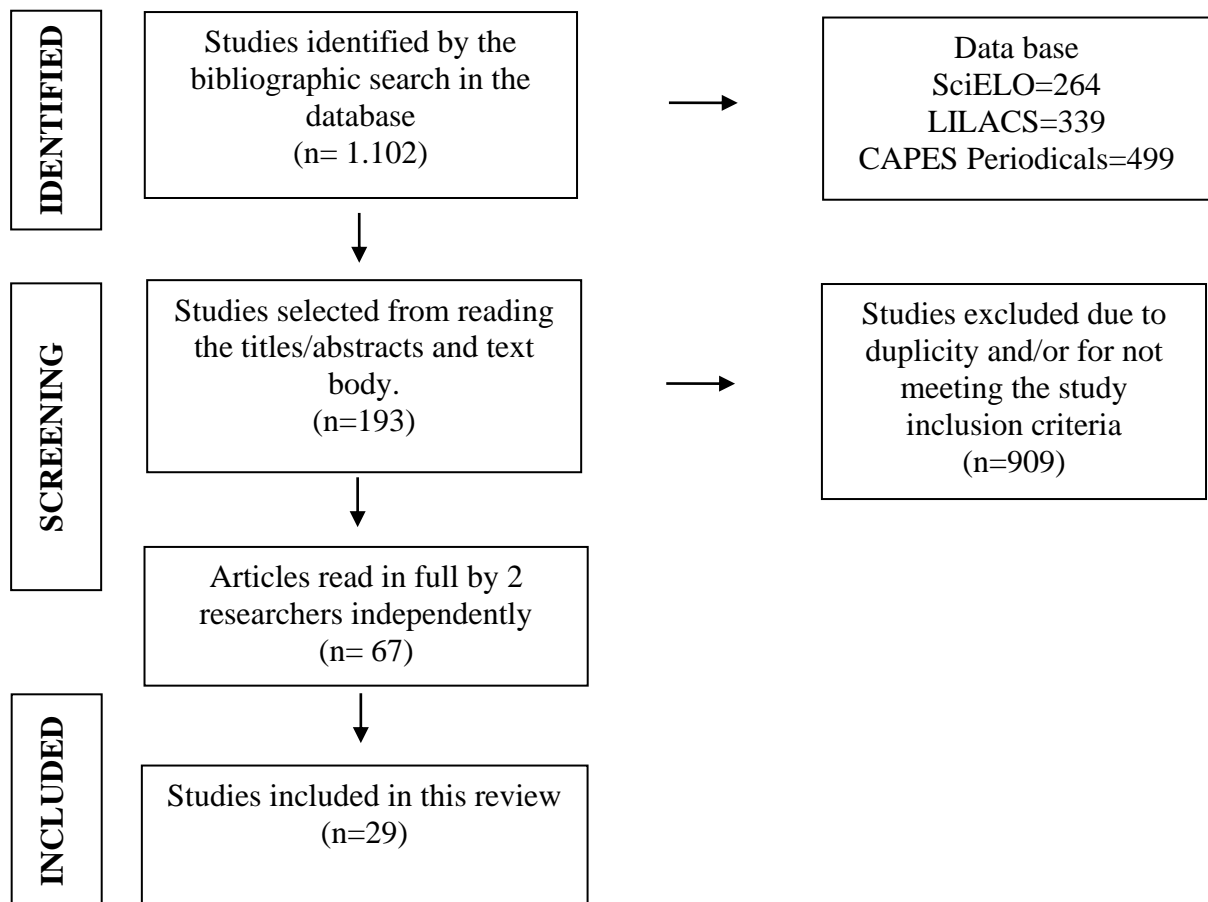 IDENTIFIED
Studies identified by the
bibliographic search in the
database
(n= 1.102)
Data base
SciELO=264
LILACS=339
CAPES Periodicals=499
SCREENING
Studies selected from reading
the titles/abstracts and text
body.
(n=193)
Studies excluded due to
duplicity and/or for not
meeting the study
inclusion criteria
(n=909)
Articles read in full by 2
researchers independently
(n= 67)
INCLUDED
Studies included in this review
(n=29)